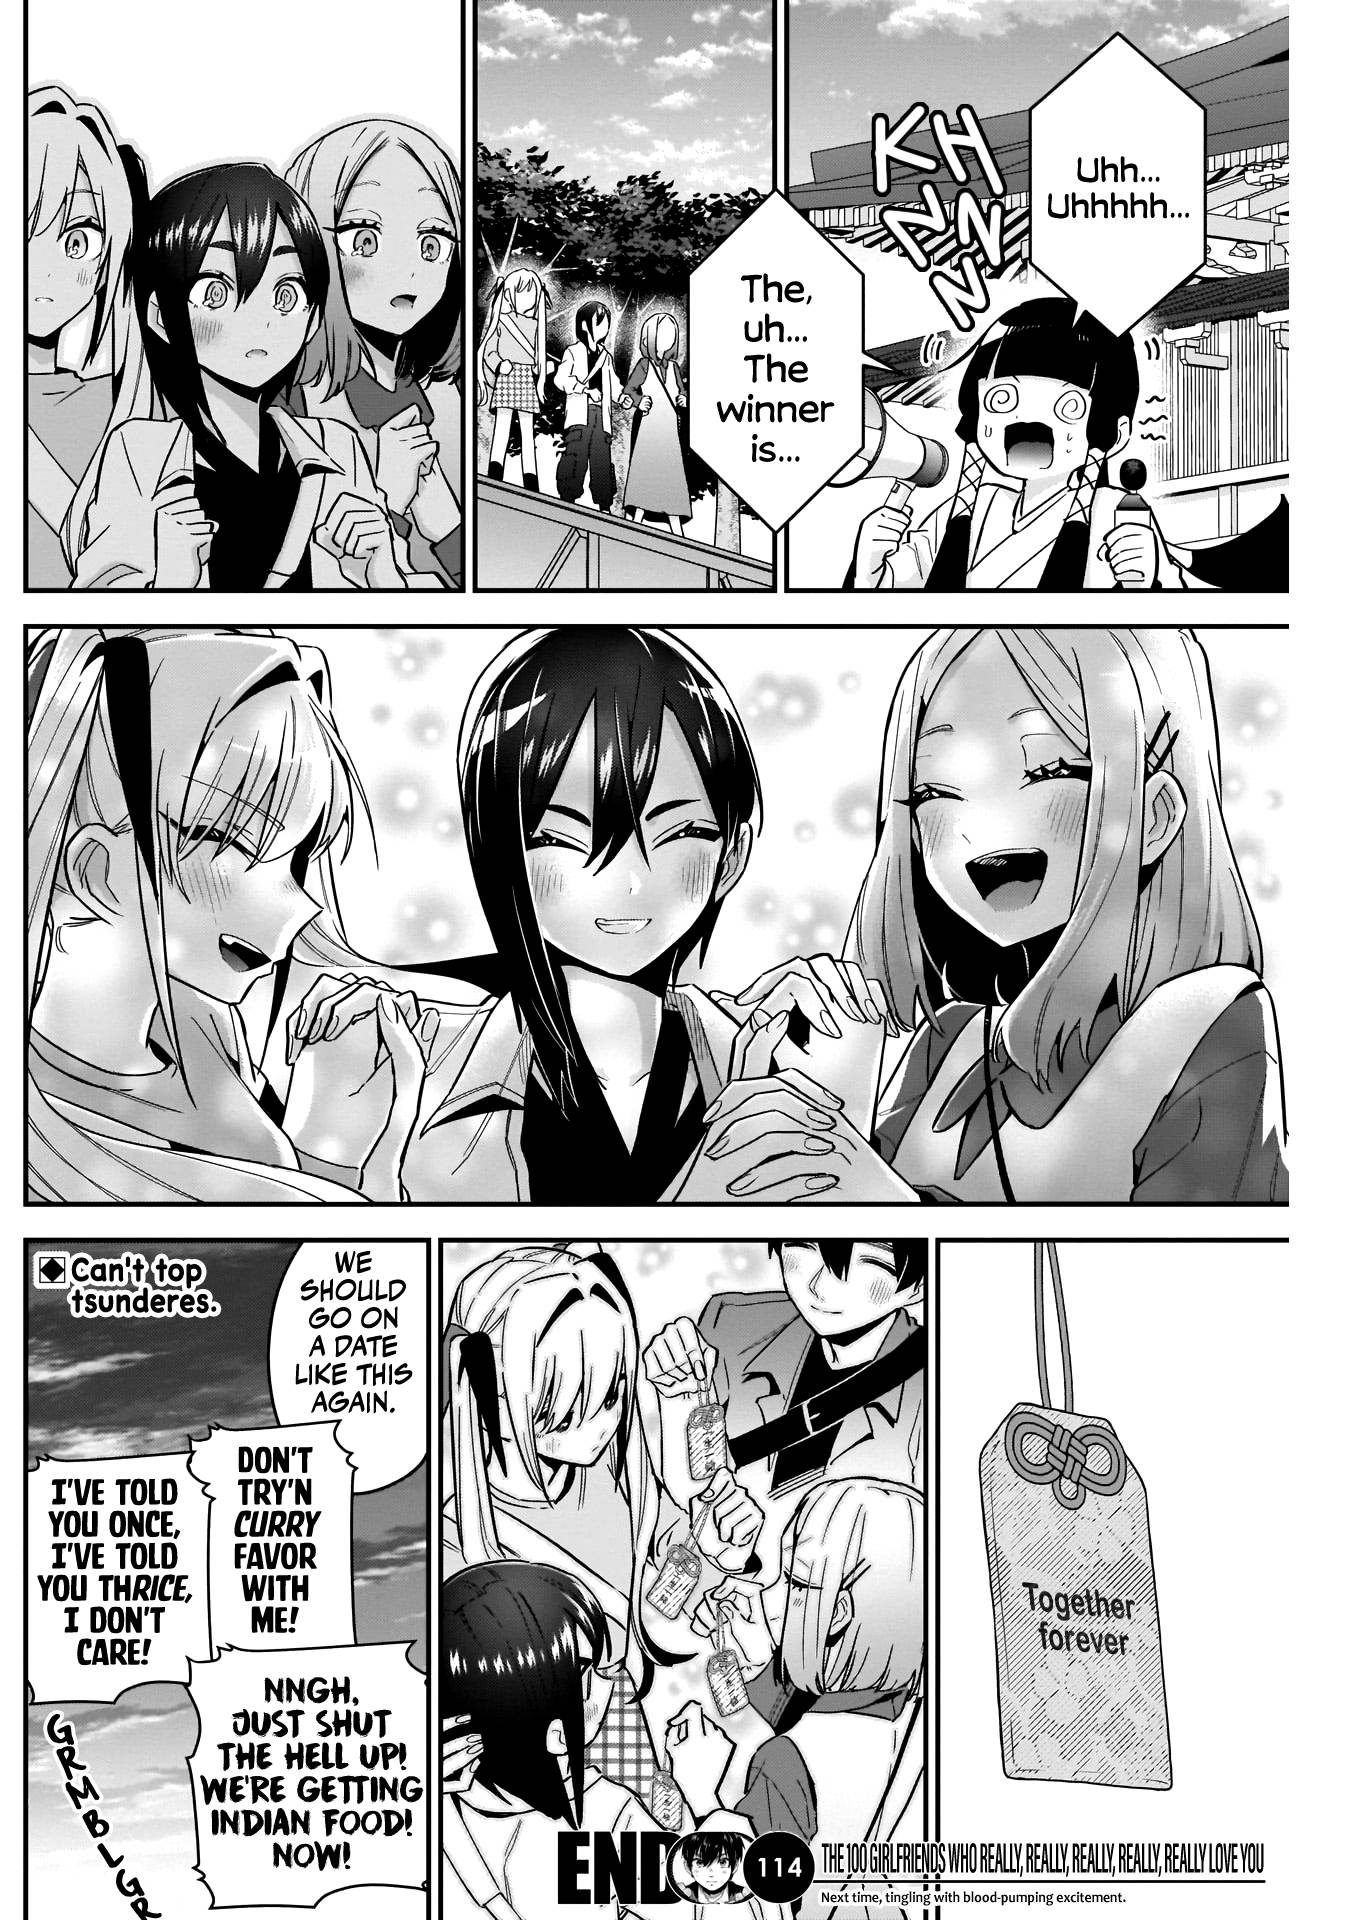 Uhh...
Uhhhhh...
KHNNNNN
The,
uh...
The
winner
is...
Together
forever
WE
SHOULD
GO ON
A DATE
LIKE THIS
AGAIN.
DON'T
TRY'N
CURRY
FAVOR
WITH
ME!
I'VE TOLD
YOU ONCE,
I'VE TOLD
YOU THRICE,
I DON'T
CARE!
NNGH,
JUST SHUT
THE HELL UP!
WE'RE GETTING
INDIAN FOOD!
NOW!
GRMBLGR
Can't top
tsunderes.
END 114 THE 100 GIRLFRIENDS WHO REALLY, REALLY, REALLY, REALLY, REALLY LOVE YOU
Next time, tingling with blood-pumping excitement.